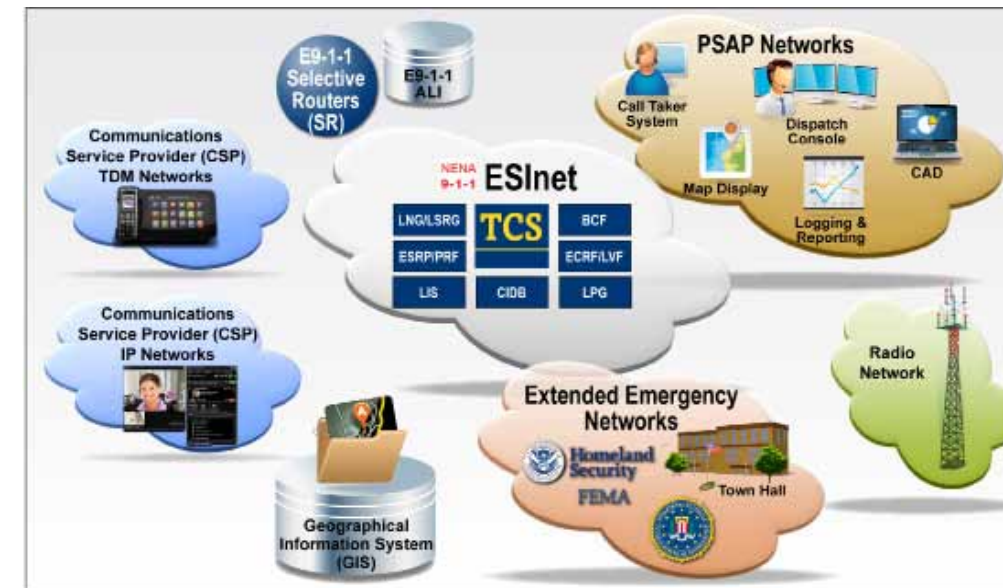 E9-1-1
Selective
Routers
(SR)
E9-1-1
ALI
PSAP Networks
Call Taker
System
Dispatch
Console
CAD
Map Display
Logging &
Reporting
Communications
Service Provider (CSP)
TDM Networks
NENA
9-1-1
ESInet
LNG/LSRG
TCS
BCF
ESRP/PRF
ECRF/LVF
LIS
CIDB
LPG
Communications
Service Provider (CSP)
IP Networks
Radio
Network
Extended Emergency
Networks
Homeland
Security
FEMA
Town Hall
Geographical
Information System
(GIS)